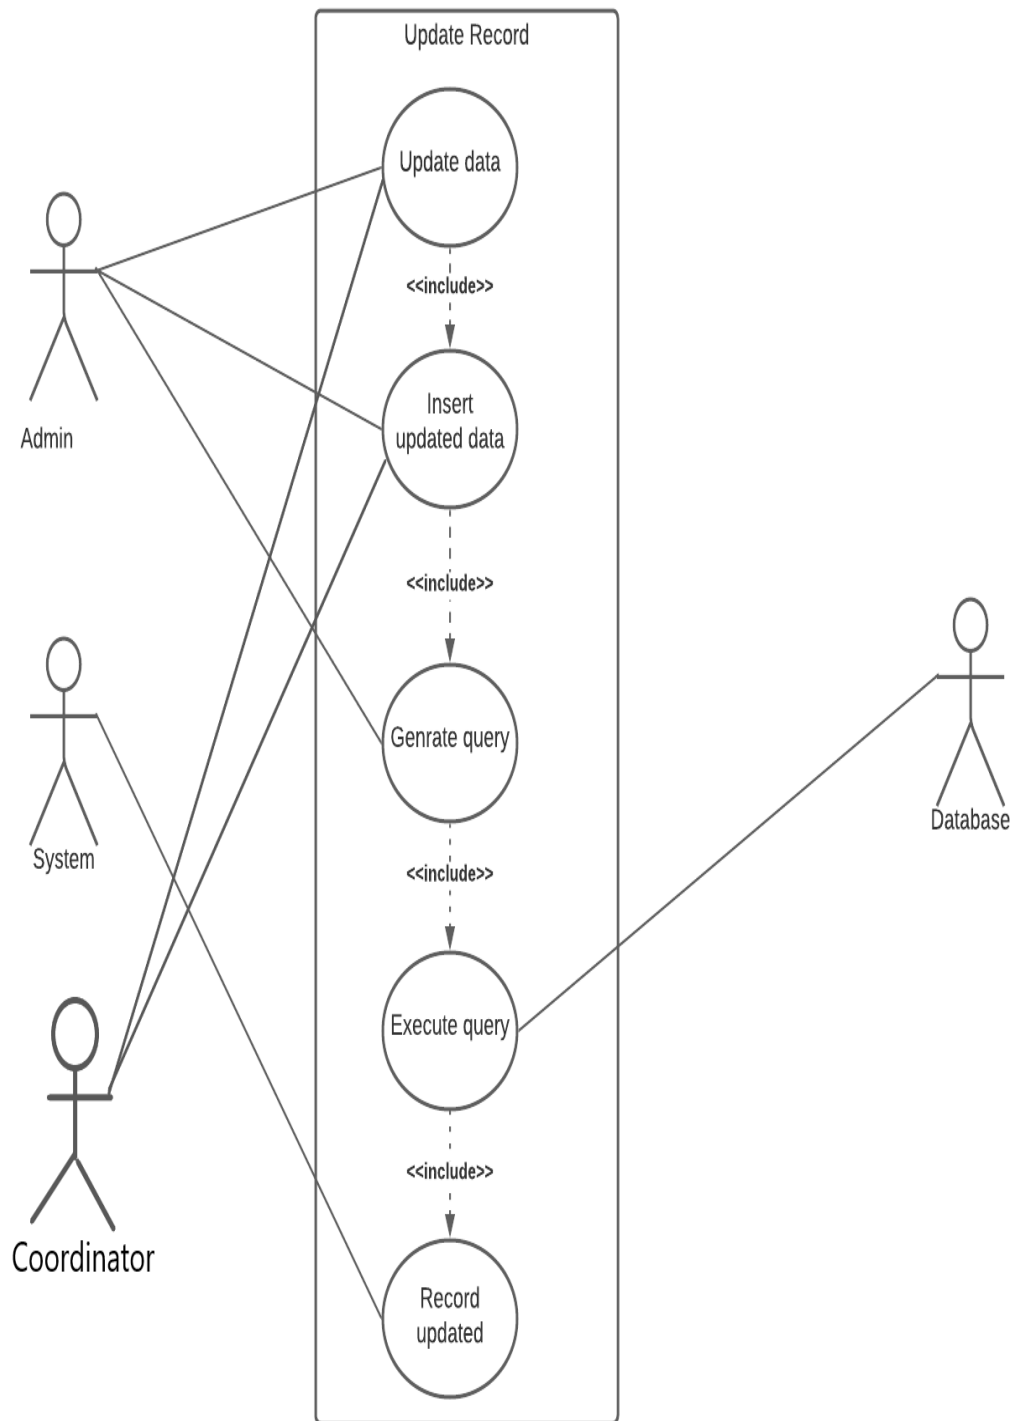 Update Record
Update data
<<include>>
Insert
updated data
Admin
<<include>>
Genrate query
Database
System
<<include>>
Execute query
<<include>>
Coordinator
Record
updated